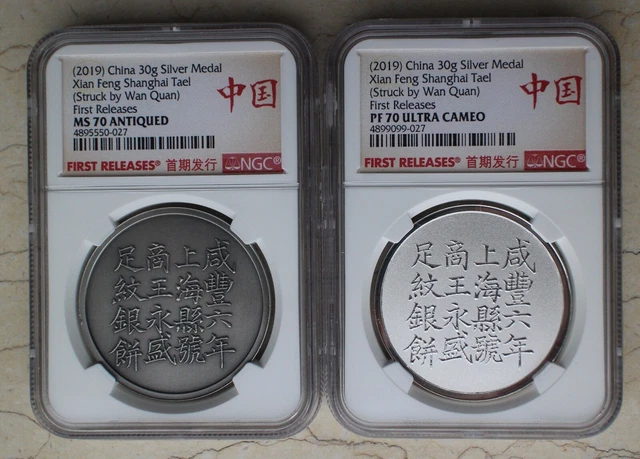 (2019) China 30g Silver Medal
Xian Feng Shanghai Tael
(Struck by Wan Quan)
First Releases
MS 70 ANTIQUED
4895550-027
中国
FIRST RELEASES® 首期发行
NGC®
咸豐六年
上海縣號
商王永盛
足紋銀餅
(2019) China 30g Silver Medal
Xian Feng Shanghai Tael
(Struck by Wan Quan)
First Releases
PF 70 ULTRA CAMEO
4899099-027
中国
FIRST RELEASES® 首期发行
NGC®
咸豐六年
上海縣號
商王永盛
足紋銀餅